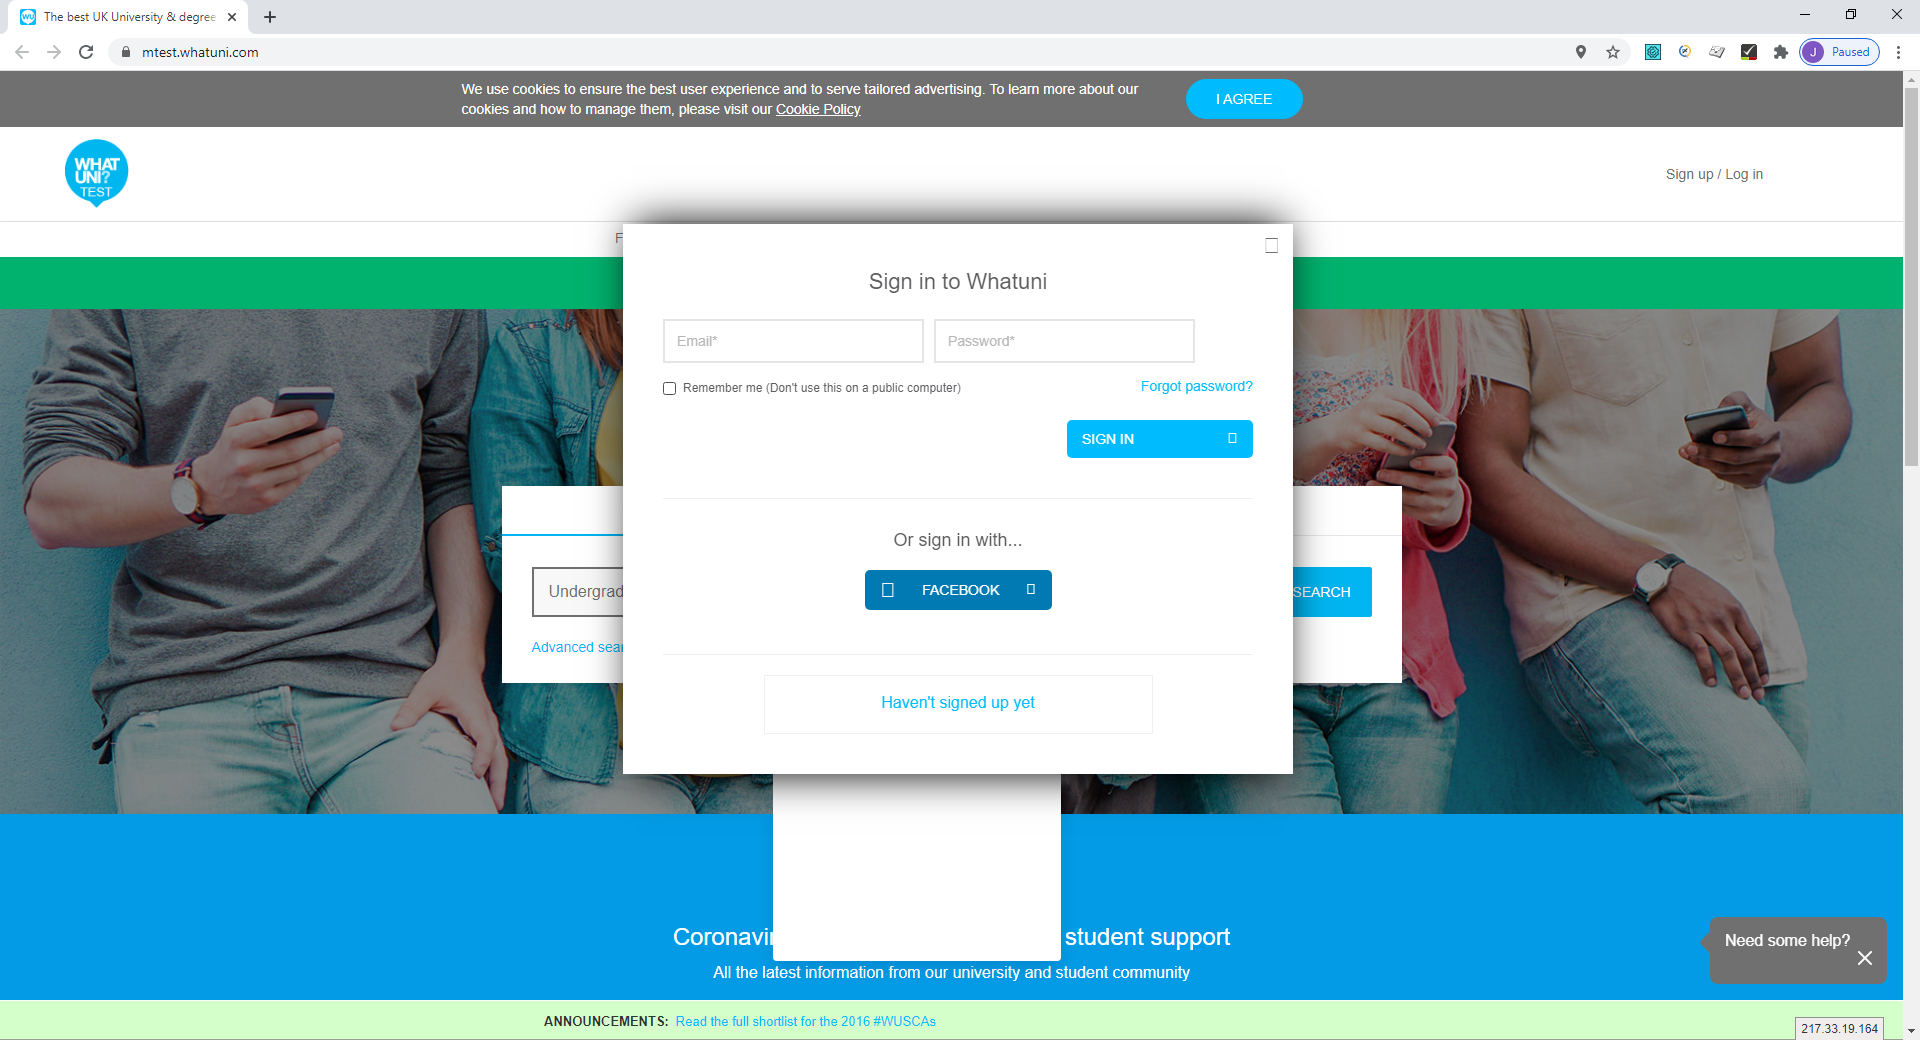 The best UK University & degree
mtest.whatuni.com
J Paused
We use cookies to ensure the best user experience and to serve tailored advertising. To learn more about our
cookies and how to manage them, please visit our Cookie Policy
I AGREE
WHAT
UNI?
TEST
Sign up / Log in
F
Sign in to Whatuni
Email*
Password*
Remember me (Don't use this on a public computer)
Forgot password?
SIGN IN
Or sign in with...
FACEBOOK
Undergrad
SEARCH
Advanced sear
Haven't signed up yet
Coronavir student support
All the latest information from our university and student community
Need some help?
ANNOUNCEMENTS: Read the full shortlist for the 2016 #WUSCAs
217.33.19.164